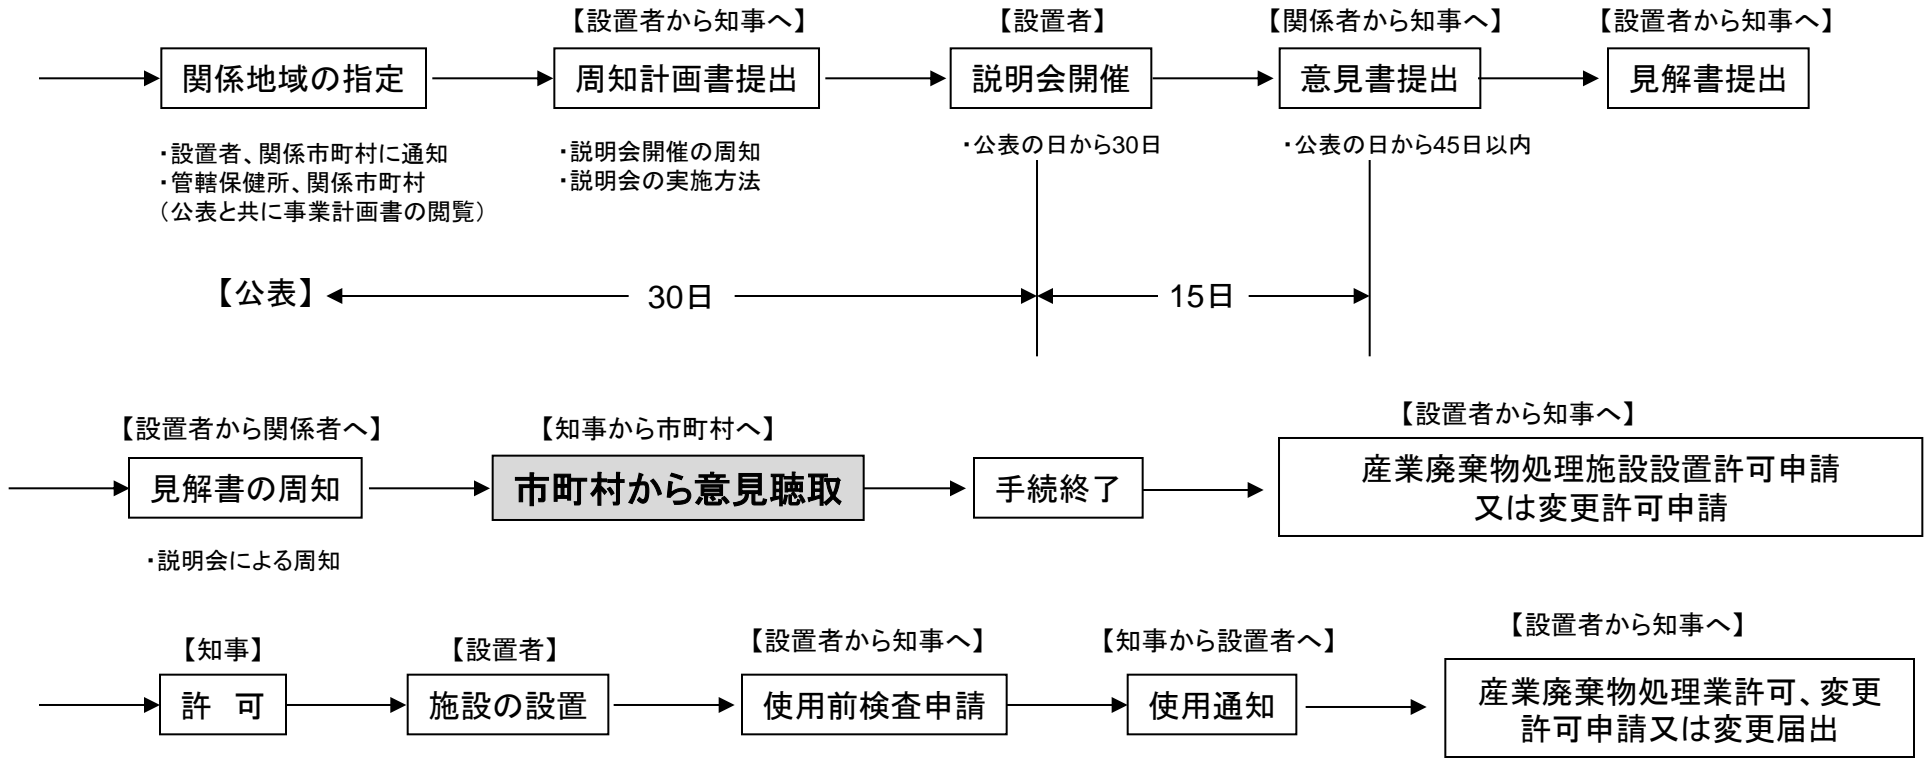 【設置者から知事へ】
【設置者】
【関係者から知事へ】
【設置者から知事へ】
関係地域の指定
周知計画書提出
説明会開催
意見書提出
見解書提出
・設置者、関係市町村に通知
・管轄保健所、関係市町村
（公表と共に事業計画書の閲覧）
・説明会開催の周知
・説明会の実施方法
・公表の日から30日
・公表の日から45日以内
【公表】
30日
15日
【設置者から関係者へ】
【知事から市町村へ】
【設置者から知事へ】
見解書の周知
市町村から意見聴取
手続終了
産業廃棄物処理施設設置許可申請
又は変更許可申請
・説明会による周知
【知事】
【設置者】
【設置者から知事へ】
【知事から設置者へ】
【設置者から知事へ】
許　可
施設の設置
使用前検査申請
使用通知
産業廃棄物処理業許可、変更
許可申請又は変更届出